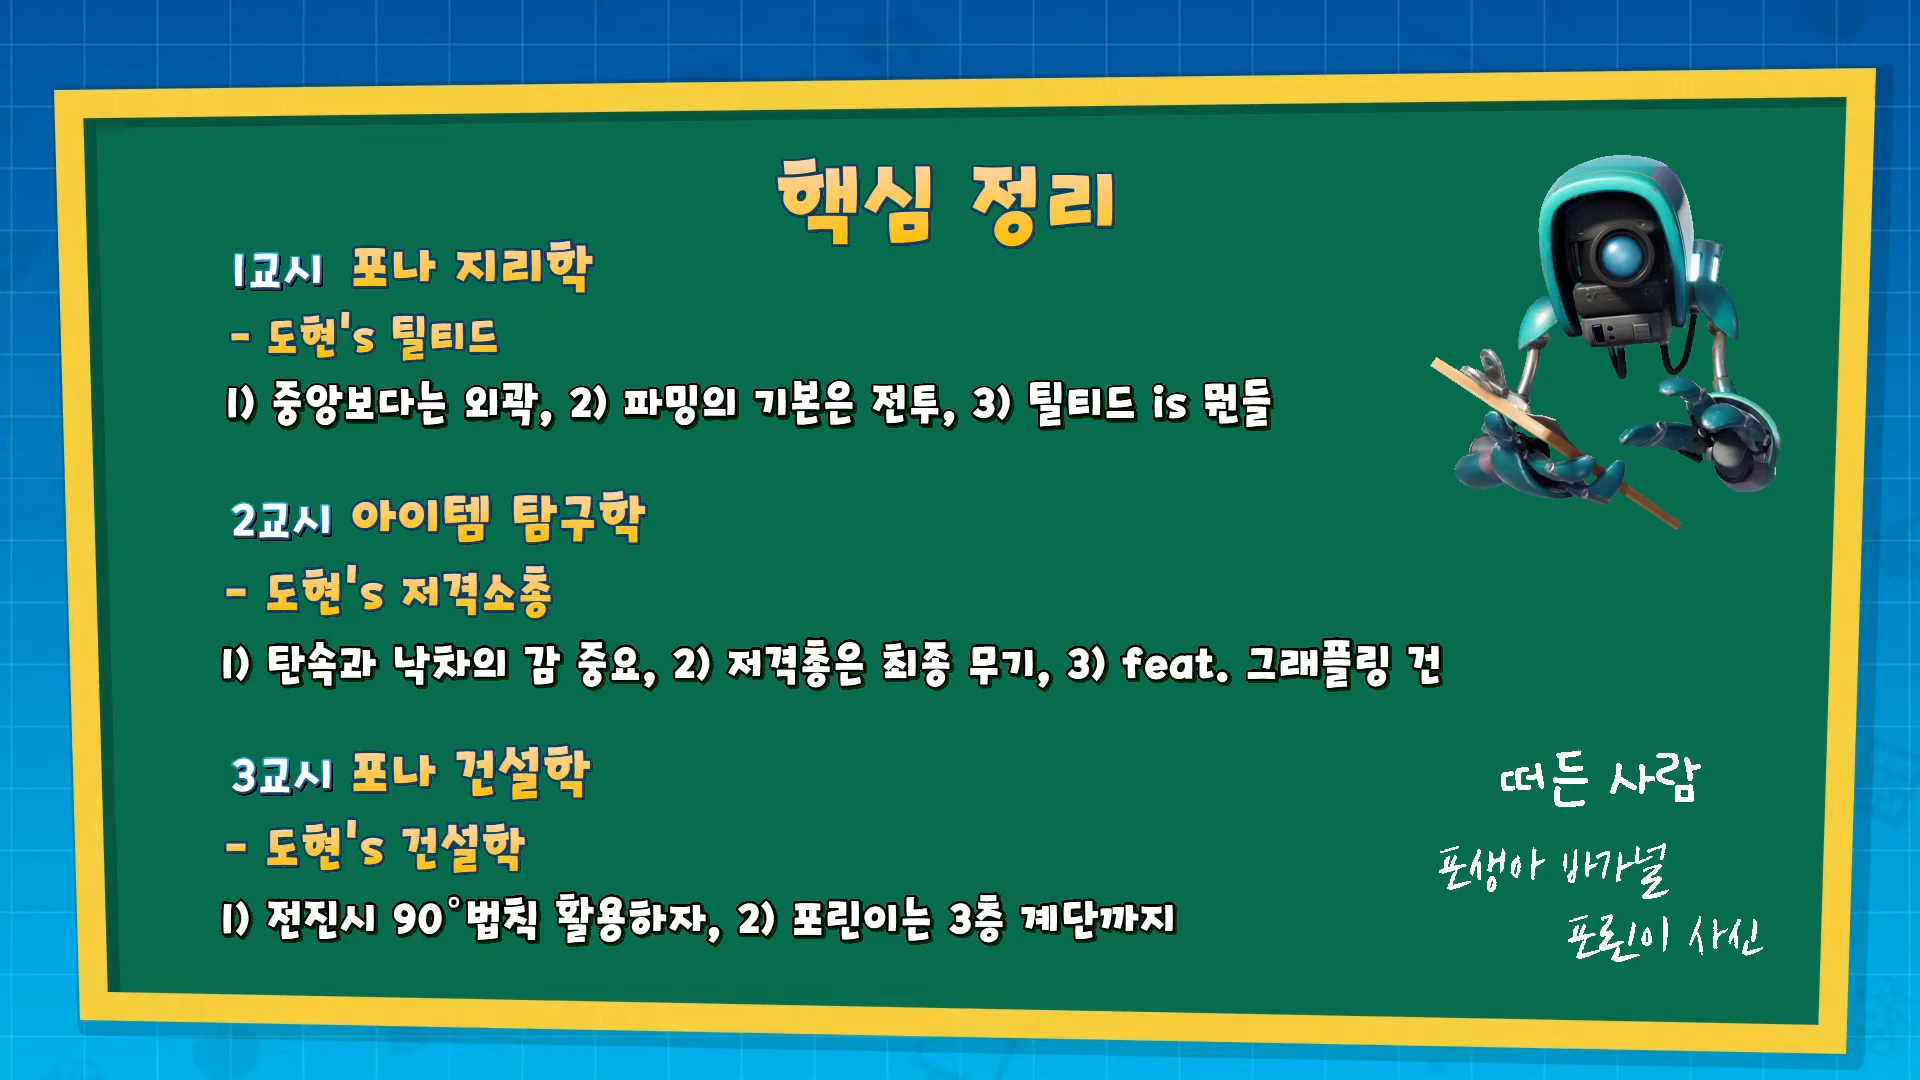 핵심 정리
1교시 포나 지리학
- 도현's 틸티드
1) 중앙보다는 외곽, 2) 파밍의 기본은 전투, 3) 틸티드 is 뭔들
2교시 아이템 탐구학
- 도현's 저격소총
1) 탄속과 낙차의 감 중요, 2) 저격총은 최종 무기, 3) feat. 그래플링 건
3교시 포나 건설학
- 도현's 건설학
1) 전진시 90°법칙 활용하자, 2) 포린이는 3층 계단까지
떠든 사람
포생아 바가널
포린이 사신